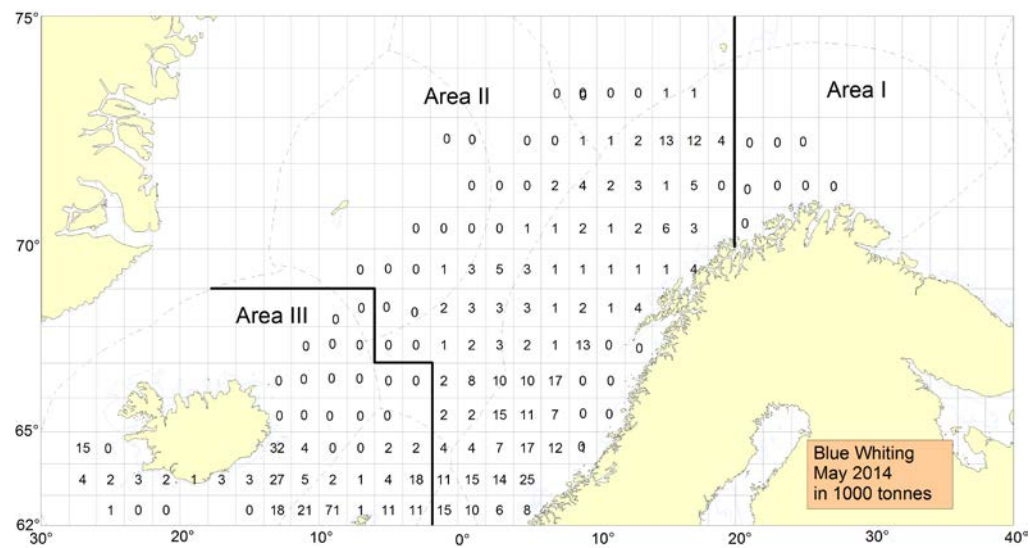 75°
Area II
Area I
0 0 0 0 0 1 1
0 0 0 0 1 1 2 13 12 4 0 0 0
0 0 0 2 4 2 3 1 5 0 0 0 0 0
0 0 0 0 1 1 2 1 2 6 3 0
70°
0 0 0 1 3 5 3 1 1 1 1 1 4
Area III
0 0 0 0 2 3 3 3 1 2 1 4
0 0 0 0 0 1 2 3 2 1 13 0 0
0 0 0 0 0 0 2 8 10 10 17 0 0
0 0 0 0 0 0 2 2 15 11 7 0 0
65°
15 0 32 4 0 0 2 2 4 4 7 17 12 0
4 2 3 2 1 3 3 27 5 2 1 4 18 11 15 14 25
1 0 0 0 18 21 71 1 11 11 15 10 6 8
Blue Whiting
May 2014
in 1000 tonnes
62°
30° 20° 10° 0° 10° 20° 30° 40°